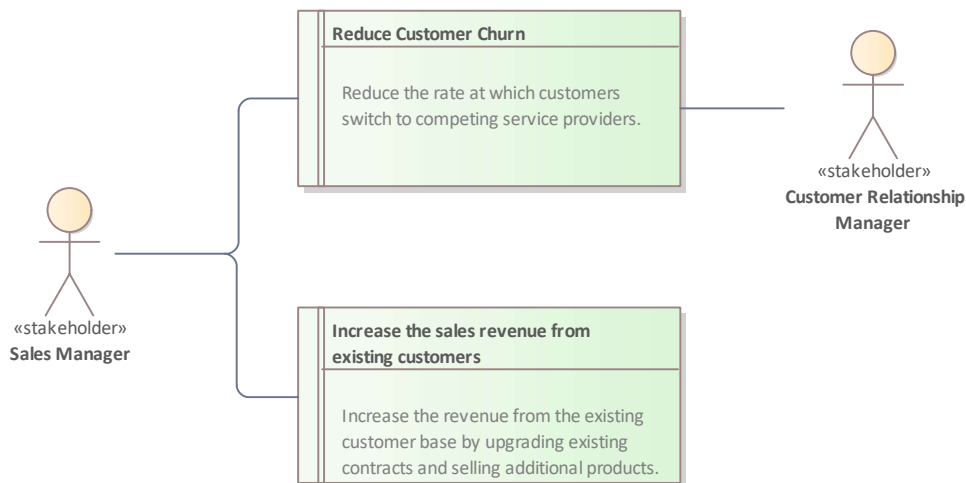 Reduce Customer Churn
Reduce the rate at which customers
switch to competing service providers.
«stakeholder»
Customer Relationship
Manager
«stakeholder»
Sales Manager
Increase the sales revenue from
existing customers
Increase the revenue from the existing
customer base by upgrading existing
contracts and selling additional products.